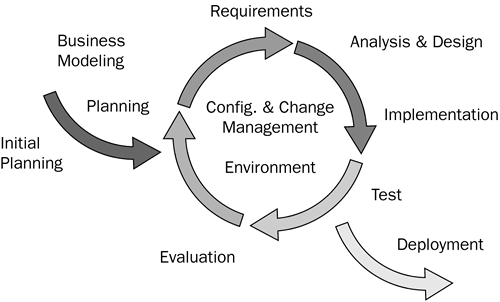 Requirements
Business
Modeling
Analysis & Design
Planning
Config. & Change
Management
Implementation
Initial
Planning
Environment
Test
Evaluation
Deployment